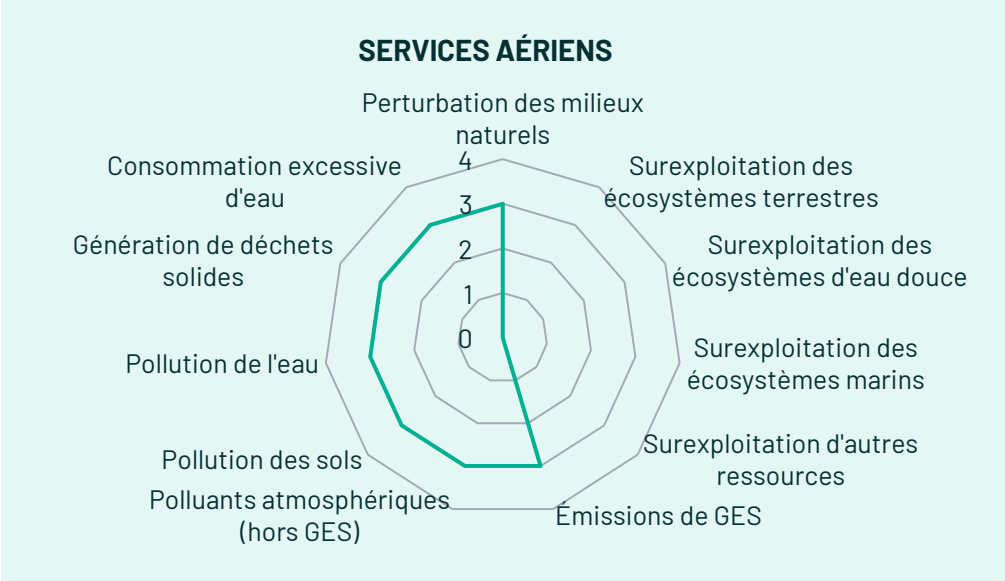 SERVICES AÉRIENS
Perturbation des milieux
naturels
Surexploitation des
écosystèmes terrestres
Surexploitation des
écosystèmes d'eau douce
Surexploitation des
écosystèmes marins
Surexploitation d'autres
ressources
Émissions de GES
Polluants atmosphériques
(hors GES)
Pollution des sols
Pollution de l'eau
Génération de déchets
solides
Consommation excessive
d'eau
4
3
2
1
0